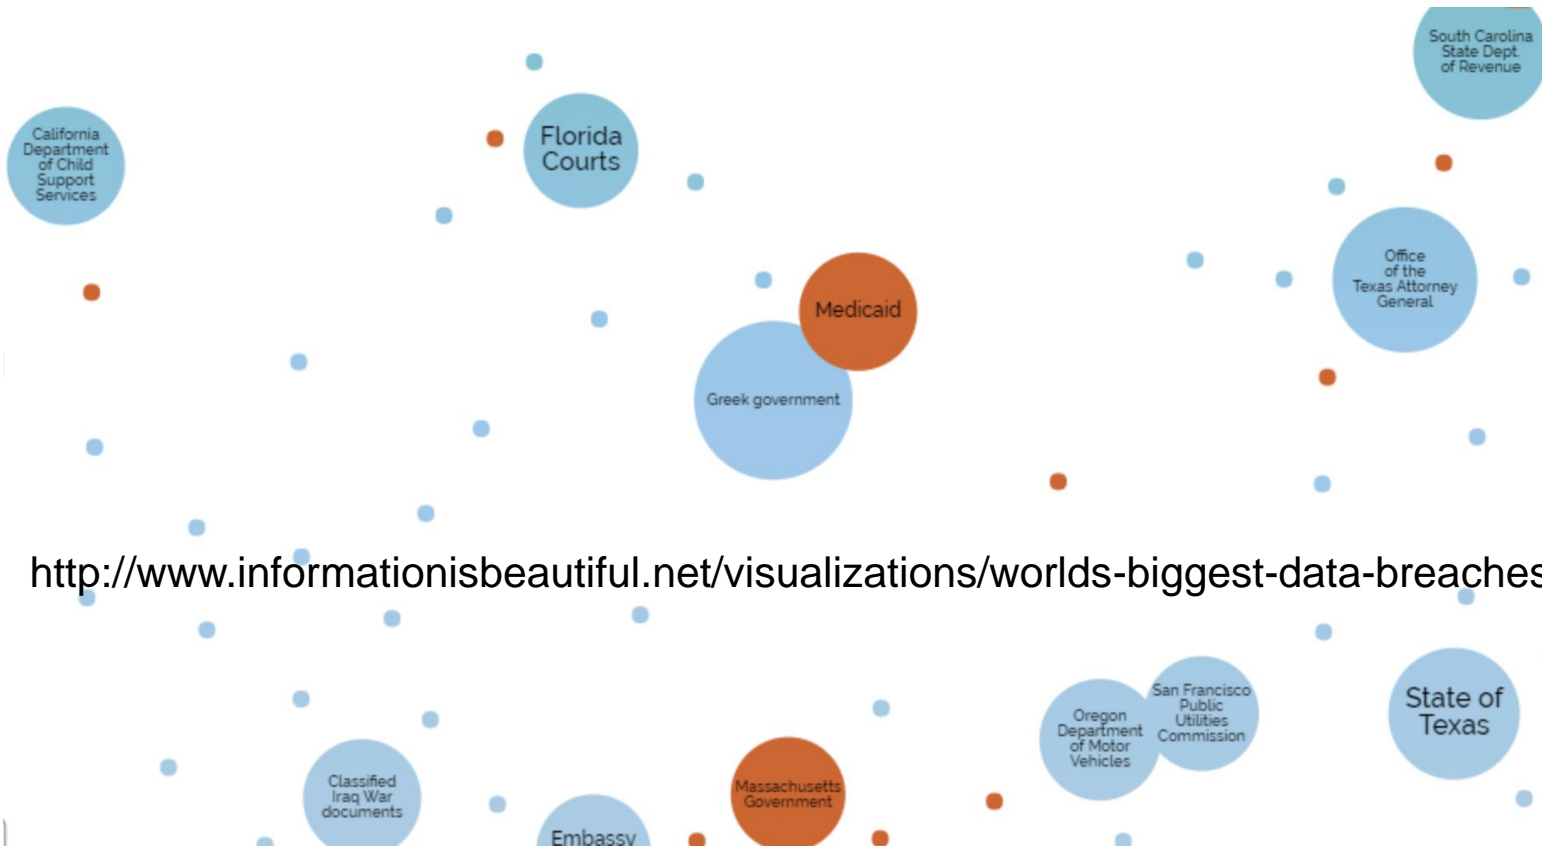 South Carolina
State Dept.
of Revenue
California
Department
of Child
Support
Services
Florida
Courts
Office
of the
Texas Attorney
General
Medicaid
Greek government
http://www.informationisbeautiful.net/visualizations/worlds-biggest-data-breaches
San Francisco
Public
Utilities
Commission
Oregon
Department
of Motor
Vehicles
State of
Texas
Classified
Iraq War
documents
Massachusetts
Government
Embassy